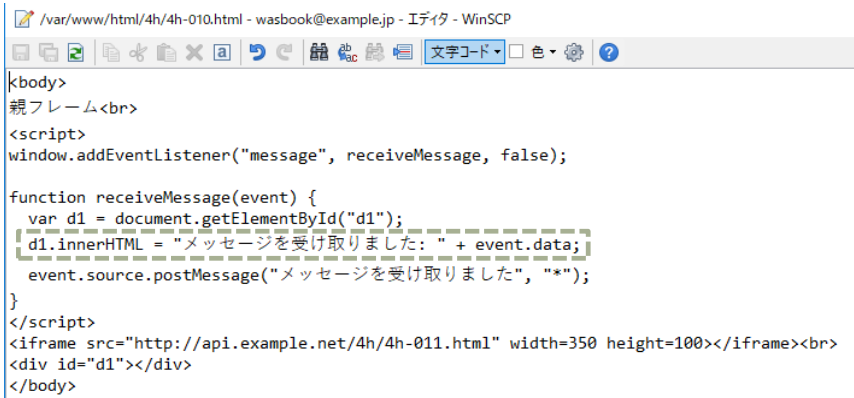 /var/www/html/4h/4h-010.html - wasbook@example.jp - エディタ - WinSCP
文字コード 色
<body>
親フレーム<br>
<script>
window.addEventListener("message", receiveMessage, false);
function receiveMessage(event) {
  var d1 = document.getElementById("d1");
  d1.innerHTML = "メッセージを受け取りました: " + event.data;
  event.source.postMessage("メッセージを受け取りました", "*");
}
</script>
<iframe src="http://api.example.net/4h/4h-011.html" width=350 height=100></iframe><br>
<div id="d1"></div>
</body>